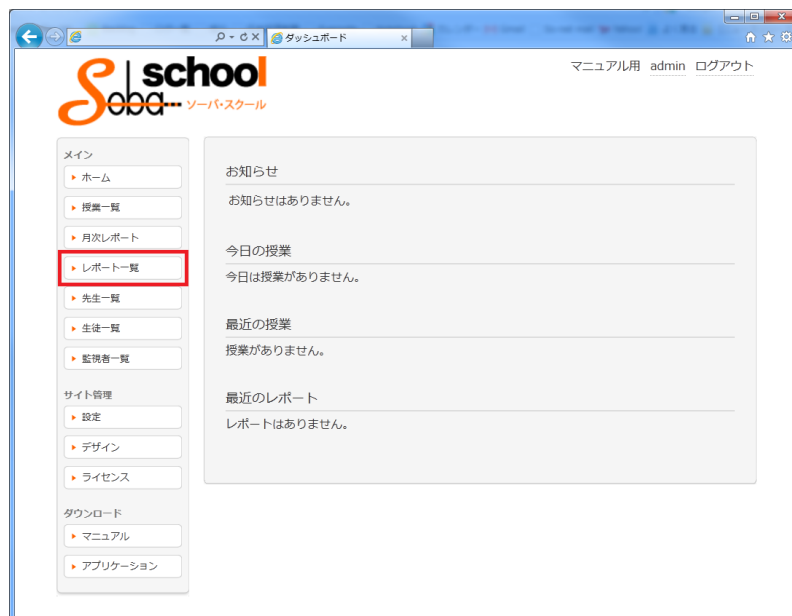 ダッシュボード
school
Soba
ソーバ・スクール
マニュアル用 admin ログアウト
メイン
ホーム
授業一覧
月次レポート
レポート一覧
先生一覧
生徒一覧
監視者一覧
サイト管理
設定
デザイン
ライセンス
ダウンロード
マニュアル
アプリケーション
お知らせ
お知らせはありません。
今日の授業
今日は授業がありません。
最近の授業
授業がありません。
最近のレポート
レポートはありません。